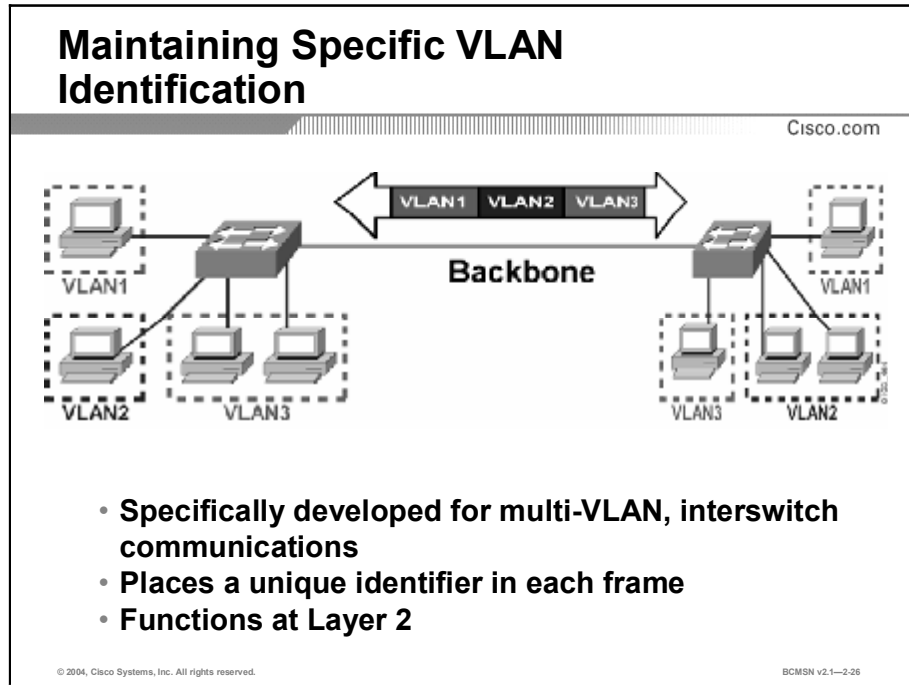 Maintaining Specific VLAN
Identification
Cisco.com
VLAN1 VLAN2 VLAN3
Backbone
VLAN1
VLAN1
VLAN2
VLAN3
VLAN3
VLAN2
• Specifically developed for multi-VLAN, interswitch
communications
• Places a unique identifier in each frame
• Functions at Layer 2
© 2004, Cisco Systems, Inc. All rights reserved.
BCMSN v2.1—2-26